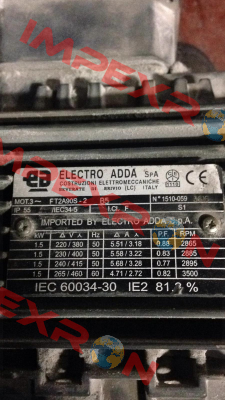 IMPEXRON
ELECTRO ADDA SPA
COSTRUZIONI ELETTROMECCANICHE
BEVERATE DI BRIVIO (LC) ITALY
MOT.3~ FT2A90S - 2 B5 N° 1510-059
IP 55 IEC34-5 I.Cl. F S1
IMPORTED BY ELECTRO ADDA S.p.A.
kW V Hz A P.F. RPM
1.5 220 / 380 50 5.51 / 3.18 0.88 2865
1.5 230 / 400 50 5.58 / 3.22 0.83 2885
1.5 240 / 415 50 5.68 / 3.28 0.77 2895
1.5 265 / 460 60 4.71 / 2.72 0.82 3500
IEC 60034-30 IE2 81.3 %
IMPEXRON GMBH